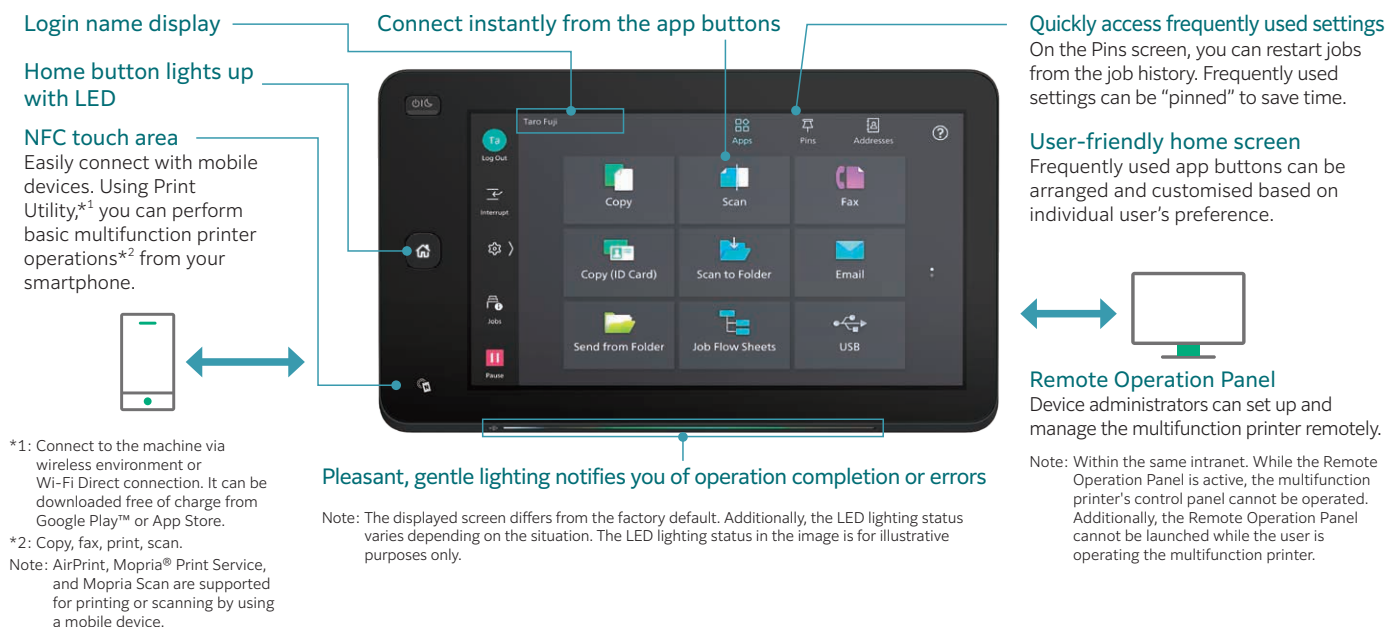 Login name display
Home button lights up
with LED
NFC touch area
Easily connect with mobile
devices. Using Print
Utility,*1 you can perform
basic multifunction printer
operations*2 from your
smartphone.
*1: Connect to the machine via
wireless environment or
Wi-Fi Direct connection. It can be
downloaded free of charge from
Google Play™ or App Store.
*2: Copy, fax, print, scan.
Note: AirPrint, Mopria® Print Service,
and Mopria Scan are supported
for printing or scanning by using
a mobile device.
Connect instantly from the app buttons
Taro Fuji
Ta
Log Out
Apps
Pins
Addresses
?
Interrupt
Jobs
Pause
Copy
Scan
Fax
Copy (ID Card)
Scan to Folder
Email
Send from Folder
Job Flow Sheets
USB
Pleasant, gentle lighting notifies you of operation completion or errors
Note: The displayed screen differs from the factory default. Additionally, the LED lighting status
varies depending on the situation. The LED lighting status in the image is for illustrative
purposes only.
Quickly access frequently used settings
On the Pins screen, you can restart jobs
from the job history. Frequently used
settings can be “pinned” to save time.
User-friendly home screen
Frequently used app buttons can be
arranged and customised based on
individual user's preference.
Remote Operation Panel
Device administrators can set up and
manage the multifunction printer remotely.
Note: Within the same intranet. While the Remote
Operation Panel is active, the multifunction
printer's control panel cannot be operated.
Additionally, the Remote Operation Panel
cannot be launched while the user is
operating the multifunction printer.